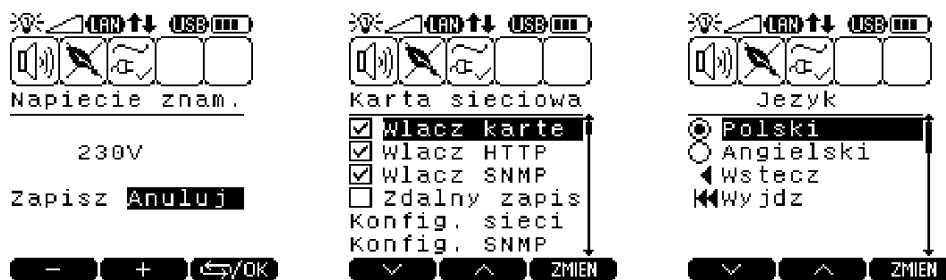 LAN USB
Napiecie znam.
230V
Zapisz Anuluj
- + /OK
LAN USB
Karta sieciowa
Wlacz karte
Wlacz HTTP
Wlacz SNMP
Zdalny zapis
Konfig. sieci
Konfig. SNMP
ZMIEN
LAN USB
Jezyk
Polski
Angielski
Wstecz
Wyjdz
ZMIEN